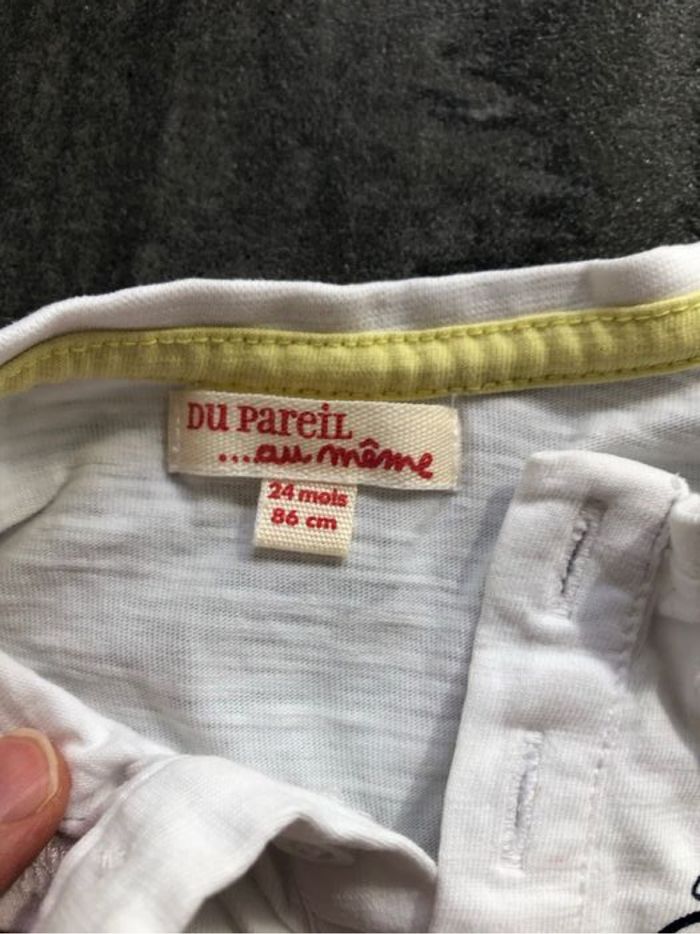 DU PAREIL
...au même
24 mois
86 cm